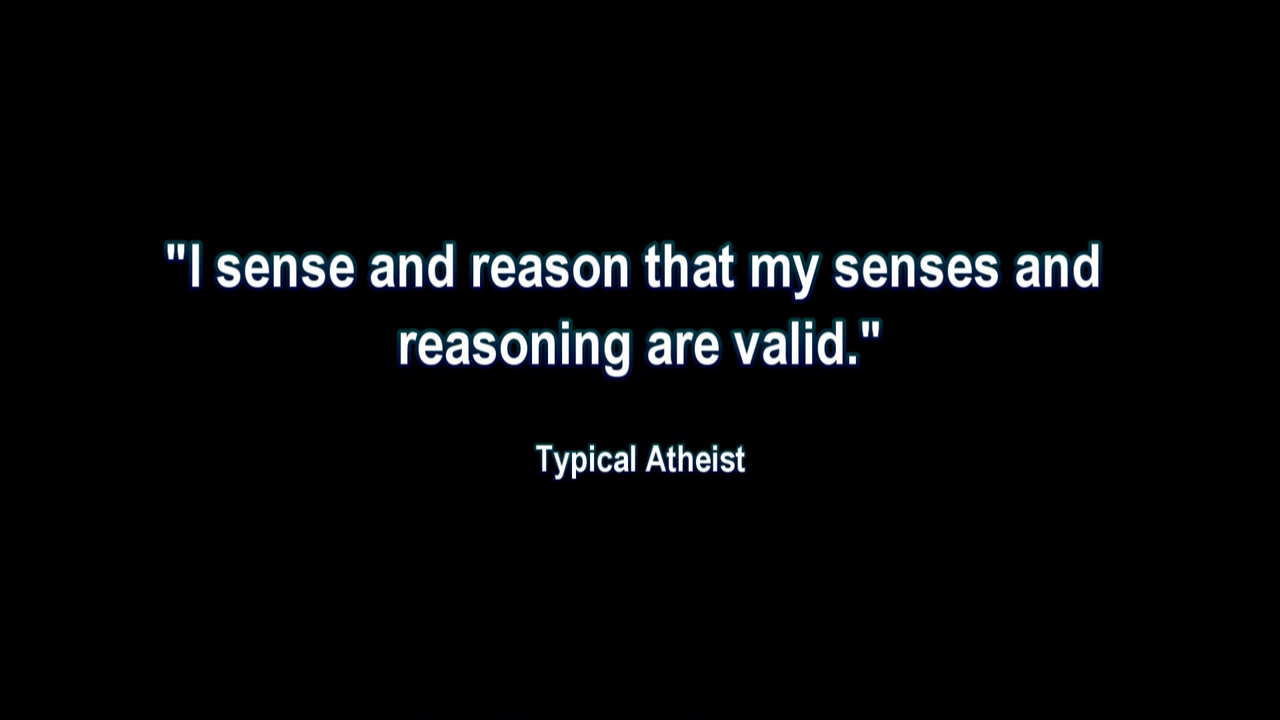 "I sense and reason that my senses and
reasoning are valid."
Typical Atheist